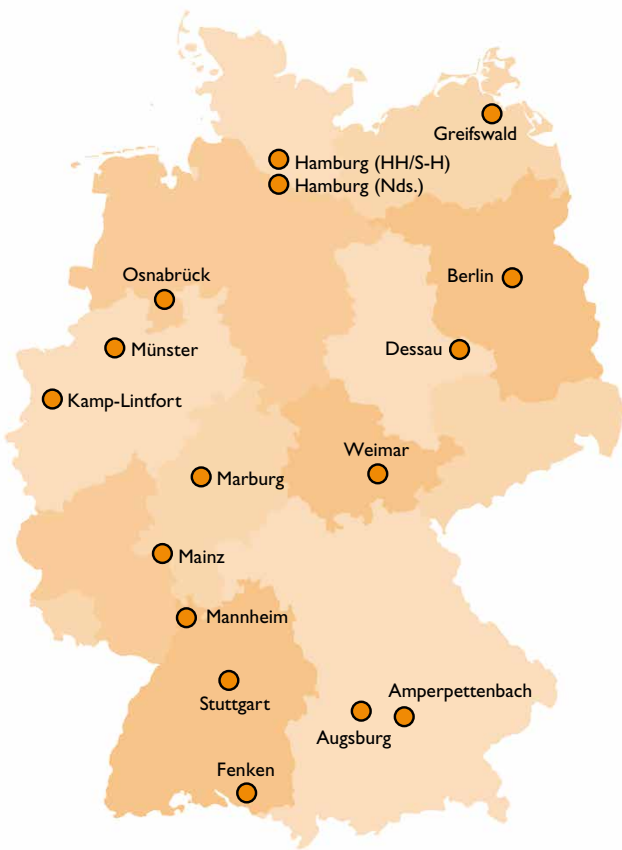 Greifswald
Hamburg (HH/S-H)
Hamburg (Nds.)
Osnabrück
Berlin
Münster
Dessau
Kamp-Lintfort
Weimar
Marburg
Mainz
Mannheim
Stuttgart
Amperpettenbach
Augsburg
Fenken